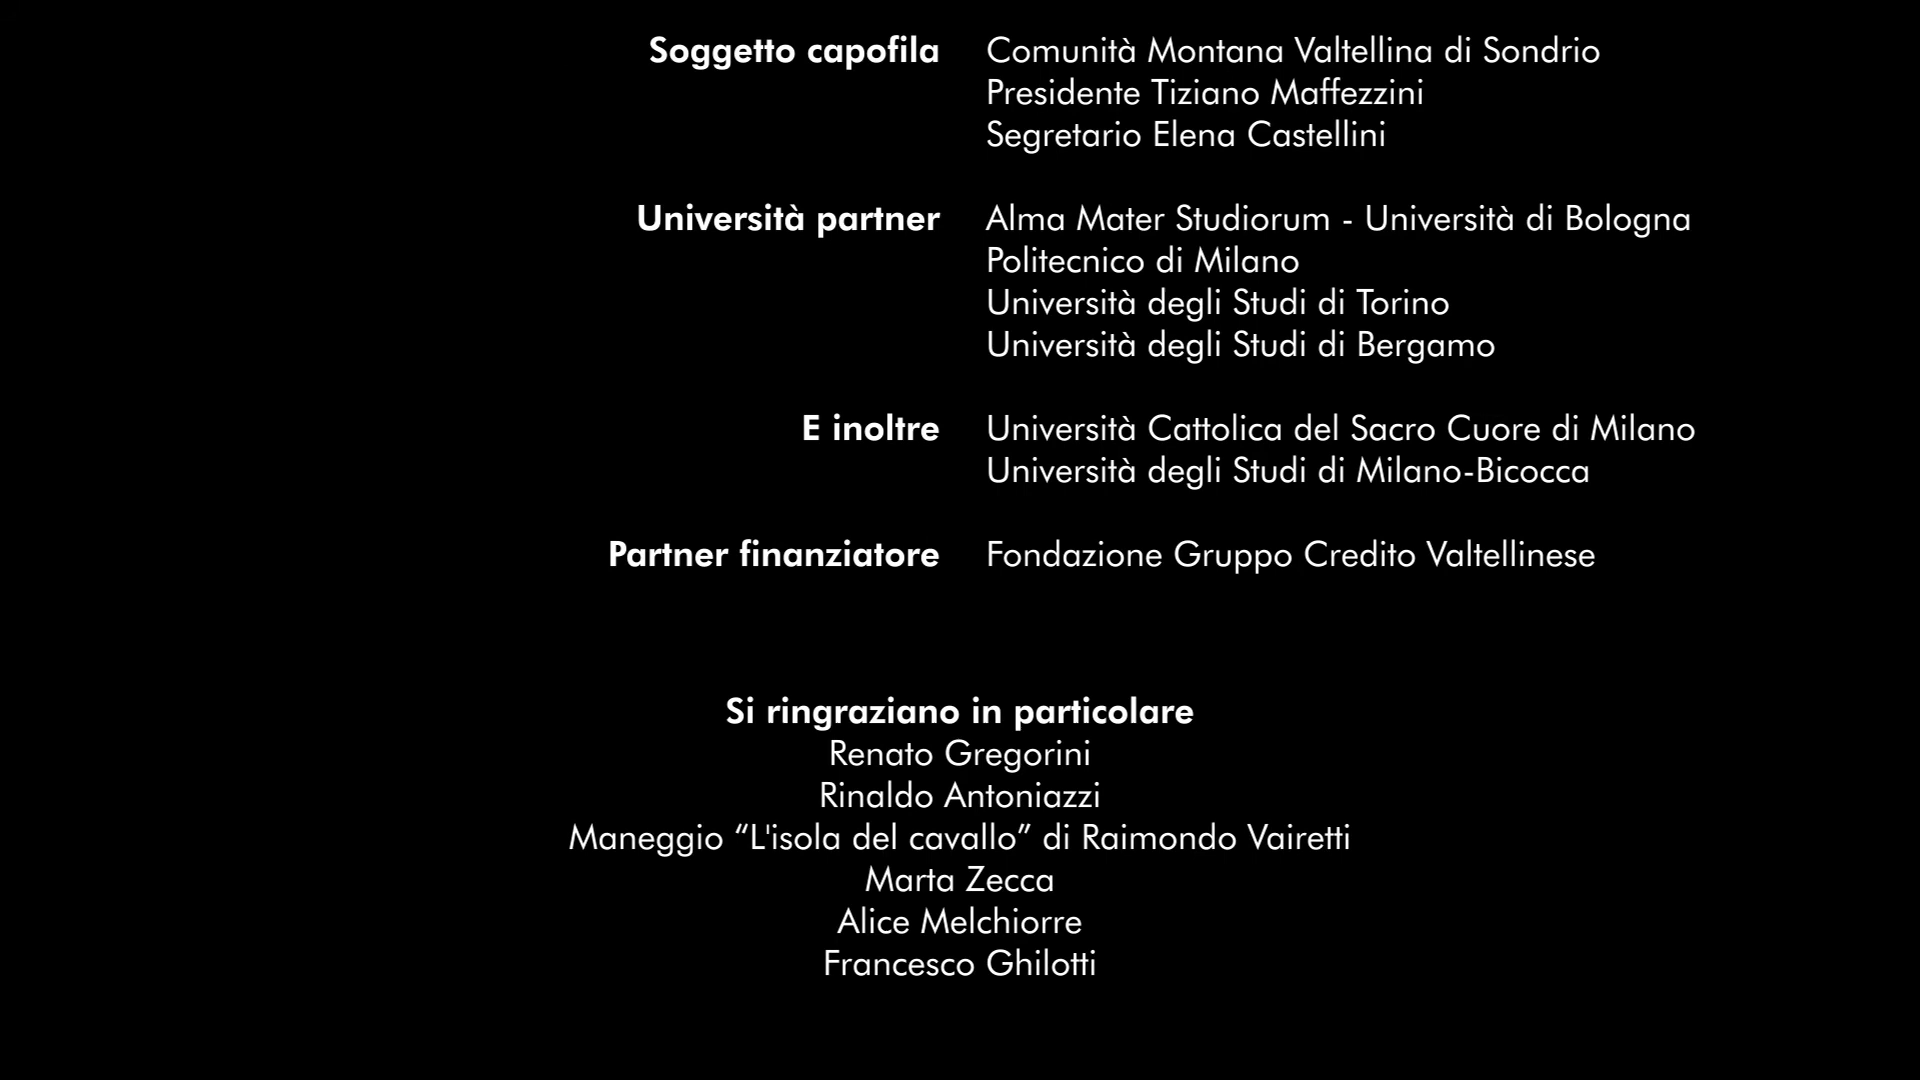 Soggetto capofila Comunità Montana Valtellina di Sondrio
Presidente Tiziano Maffezzini
Segretario Elena Castellini
Università partner Alma Mater Studiorum - Università di Bologna
Politecnico di Milano
Università degli Studi di Torino
Università degli Studi di Bergamo
E inoltre Università Cattolica del Sacro Cuore di Milano
Università degli Studi di Milano-Bicocca
Partner finanziatore Fondazione Gruppo Credito Valtellinese
Si ringraziano in particolare
Renato Gregorini
Rinaldo Antoniazzi
Maneggio “L'isola del cavallo” di Raimondo Vairetti
Marta Zecca
Alice Melchiorre
Francesco Ghilotti